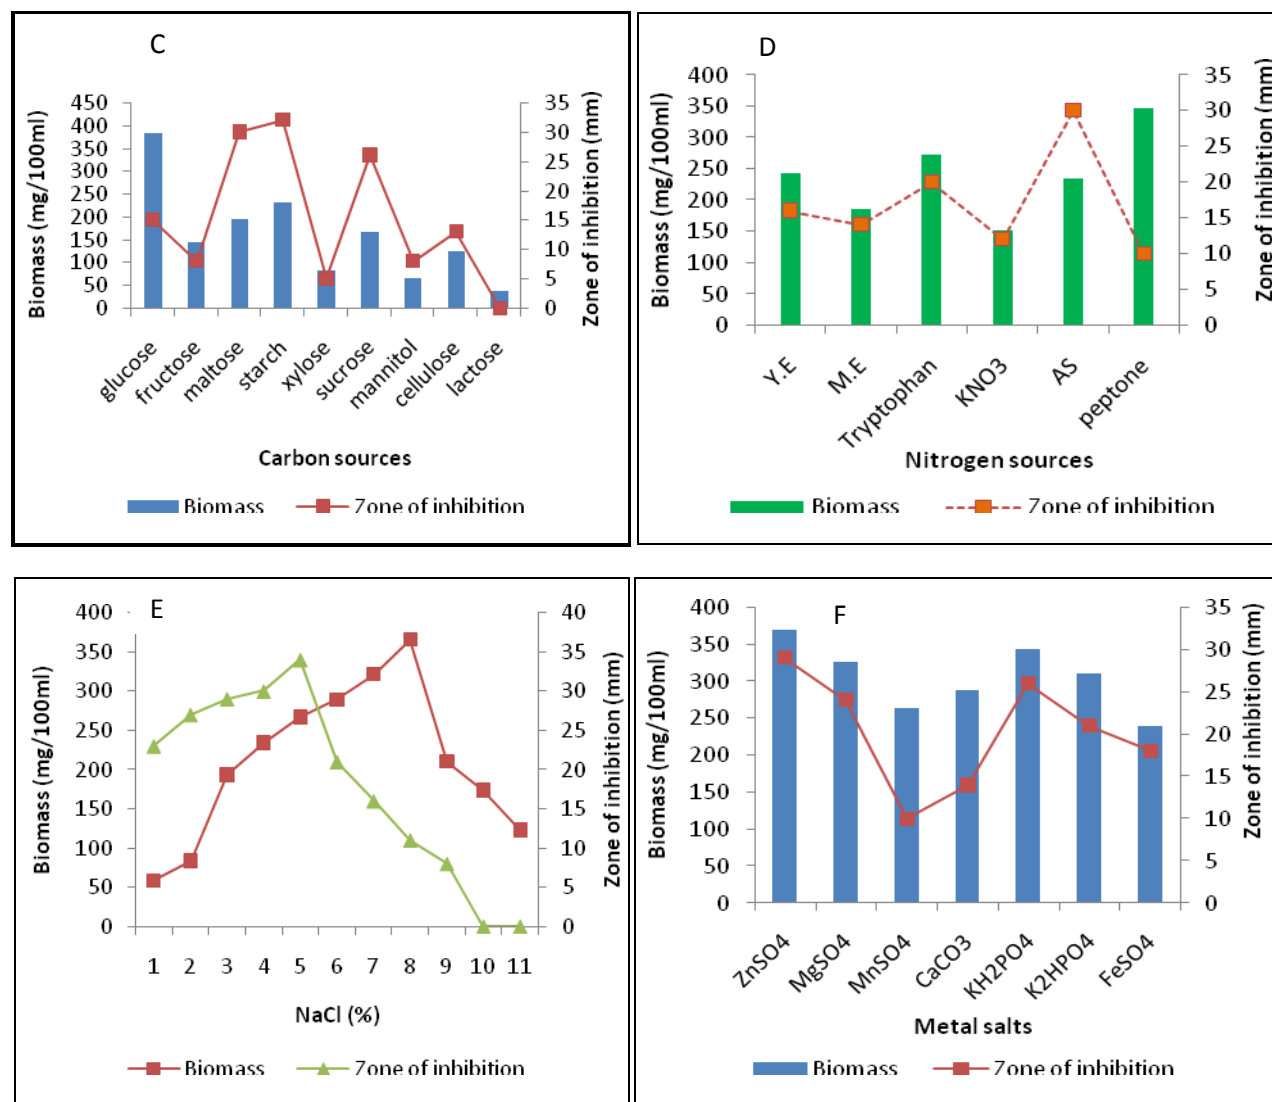 C
Biomass (mg/100ml)
450
400
350
300
250
200
150
100
50
0
35
30
25
20
15
10
5
0
Zone of inhibition (mm)
glucose
fructose
maltose
starch
xylose
sucrose
mannitol
cellulose
lactose
Carbon sources
Biomass
Zone of inhibition
D
Biomass (mg/100ml)
400
350
300
250
200
150
100
50
0
35
30
25
20
15
10
5
0
Zone of inhibition (mm)
Y.E
M.E
Tryptophan
KNO3
AS
peptone
Nitrogen sources
Biomass
Zone of inhibition
E
Biomass (mg/100ml)
400
350
300
250
200
150
100
50
0
40
35
30
25
20
15
10
5
0
Zone of inhibition (mm)
1 2 3 4 5 6 7 8 9 10 11
NaCl (%)
Biomass
Zone of inhibition
F
Biomass (mg/100ml)
400
350
300
250
200
150
100
50
0
35
30
25
20
15
10
5
0
Zone of inhibition (mm)
ZnSO4
MgSO4
MnSO4
CaCO3
KH2PO4
K2HPO4
FeSO4
Metal salts
Biomass
Zone of inhibition